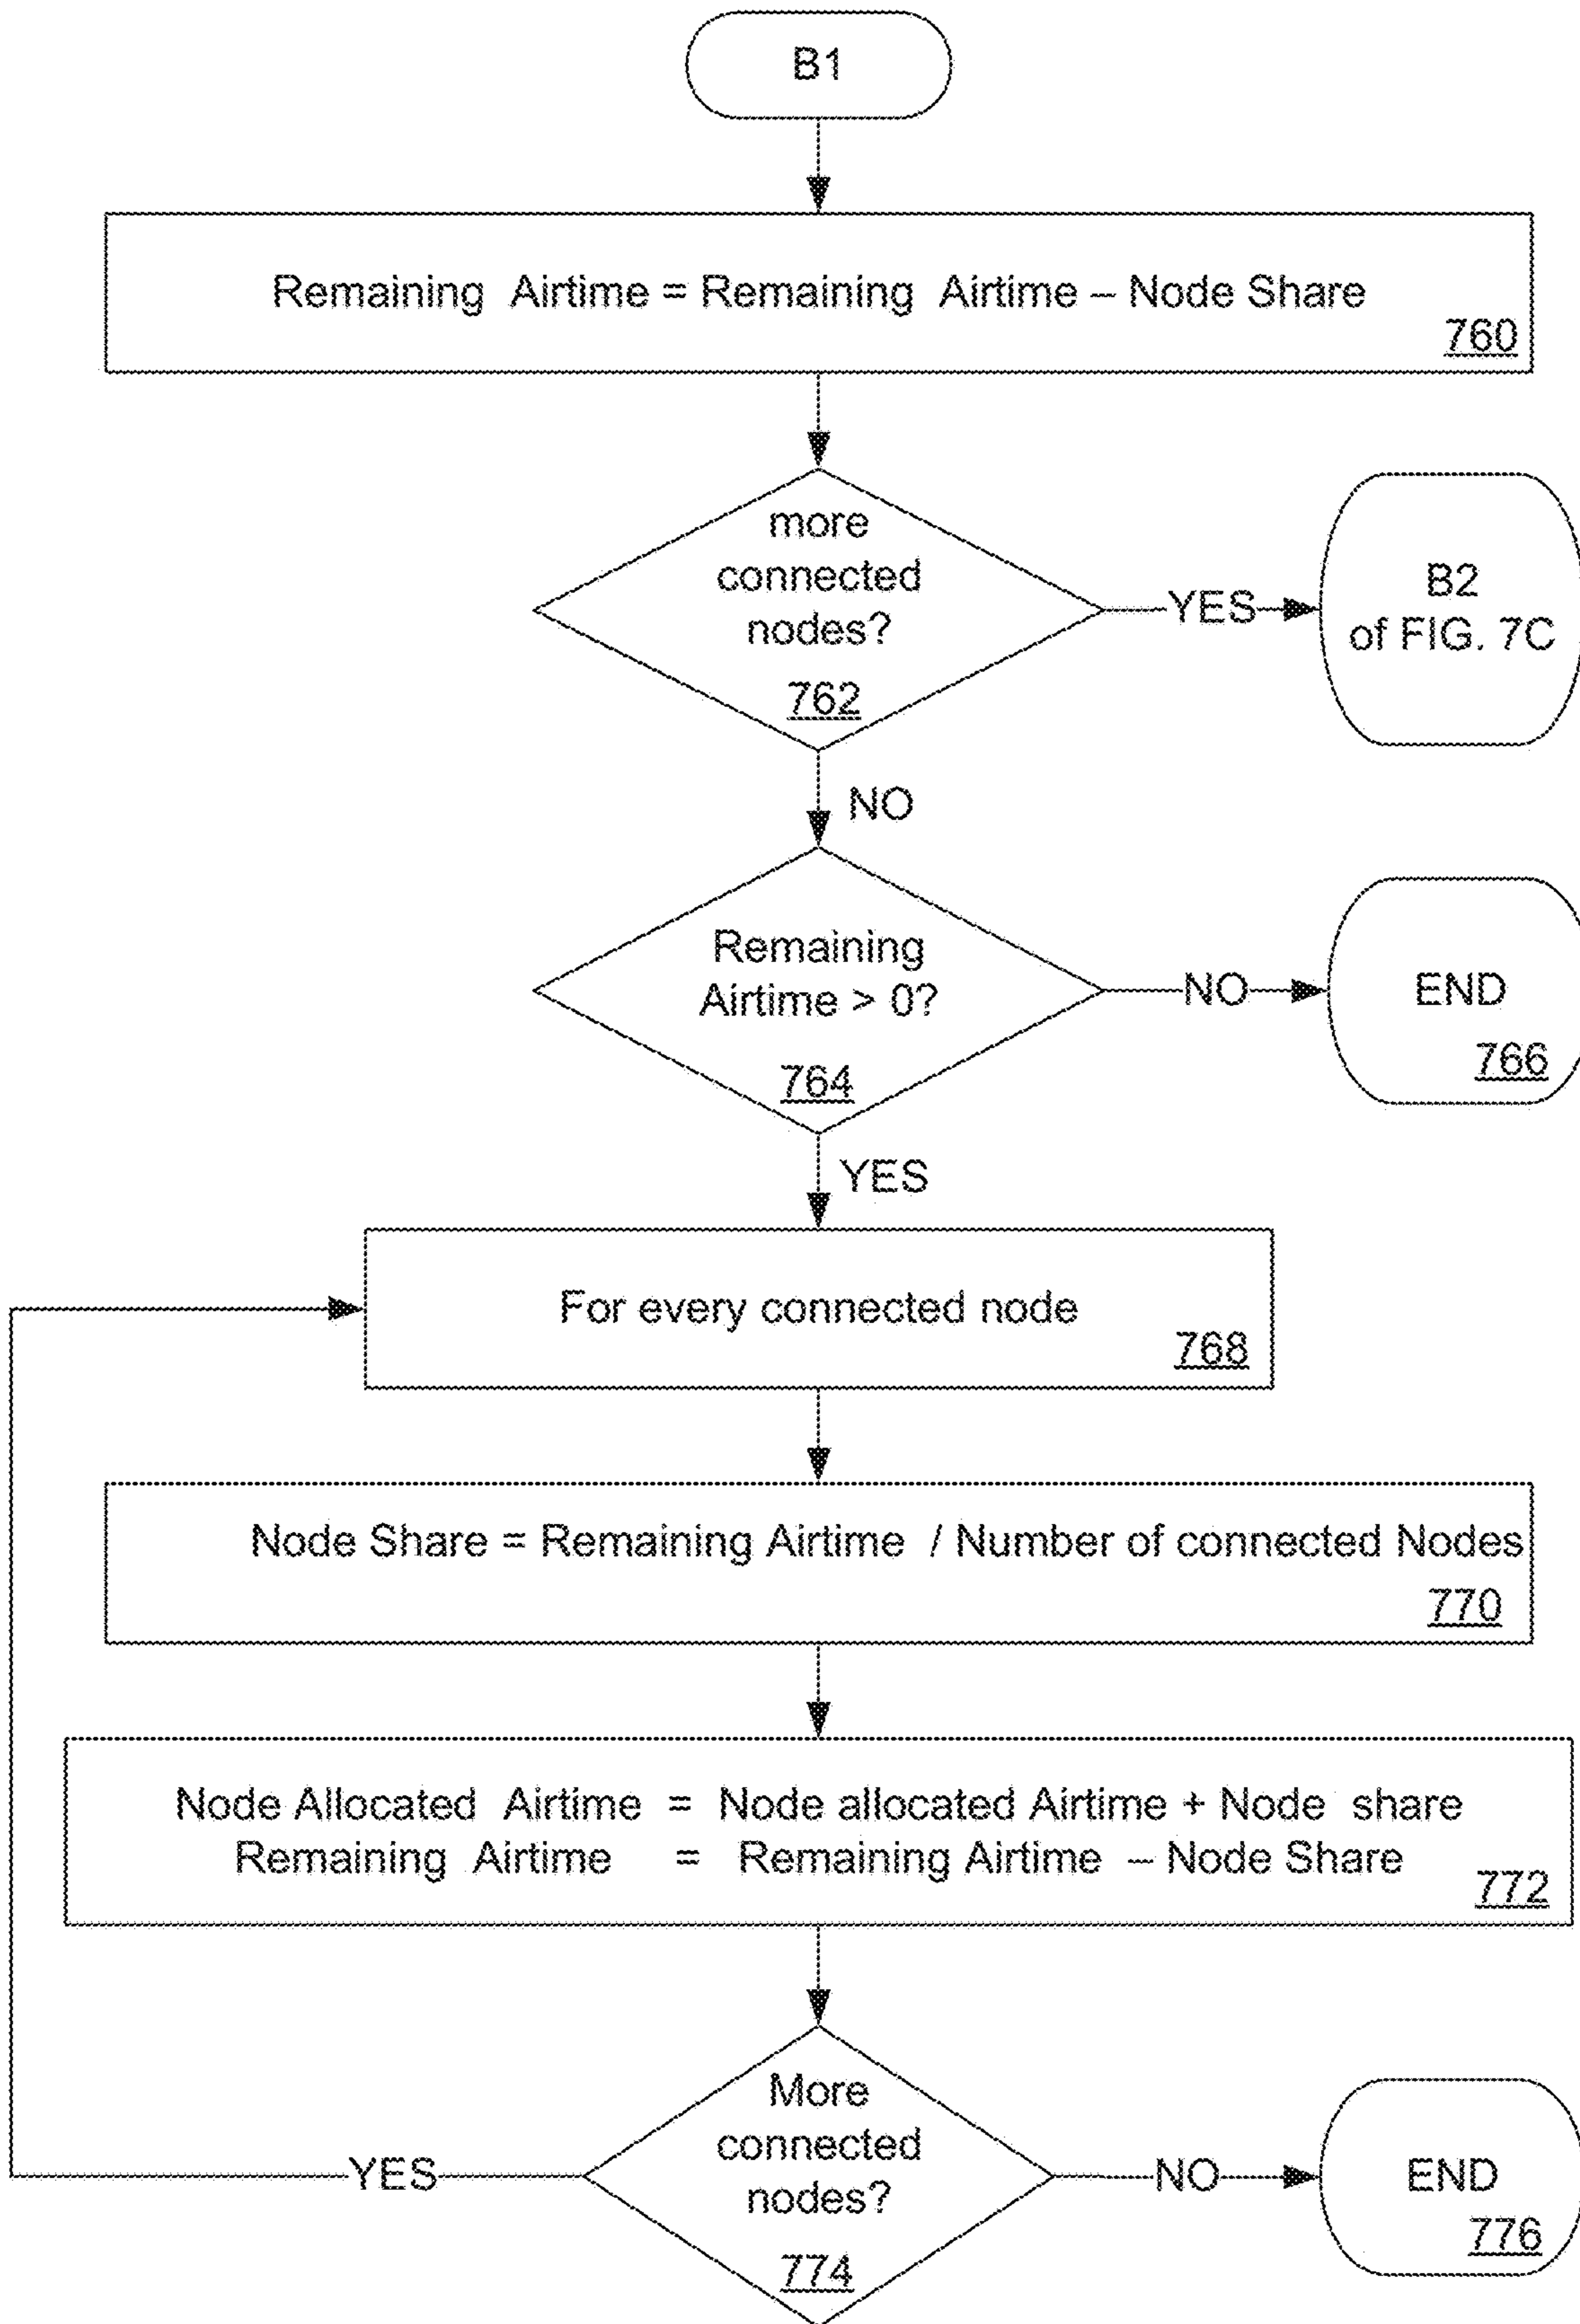 B1
Remaining Airtime = Remaining Airtime – Node Share
760
more
connected
nodes?
762
YES
B2
of FIG. 7C
NO
Remaining
Airtime > 0?
764
NO
END
766
YES
For every connected node
768
Node Share = Remaining Airtime / Number of connected Nodes
770
Node Allocated Airtime = Node allocated Airtime + Node share
Remaining Airtime = Remaining Airtime – Node Share
772
More
connected
nodes?
774
YES
NO
END
776